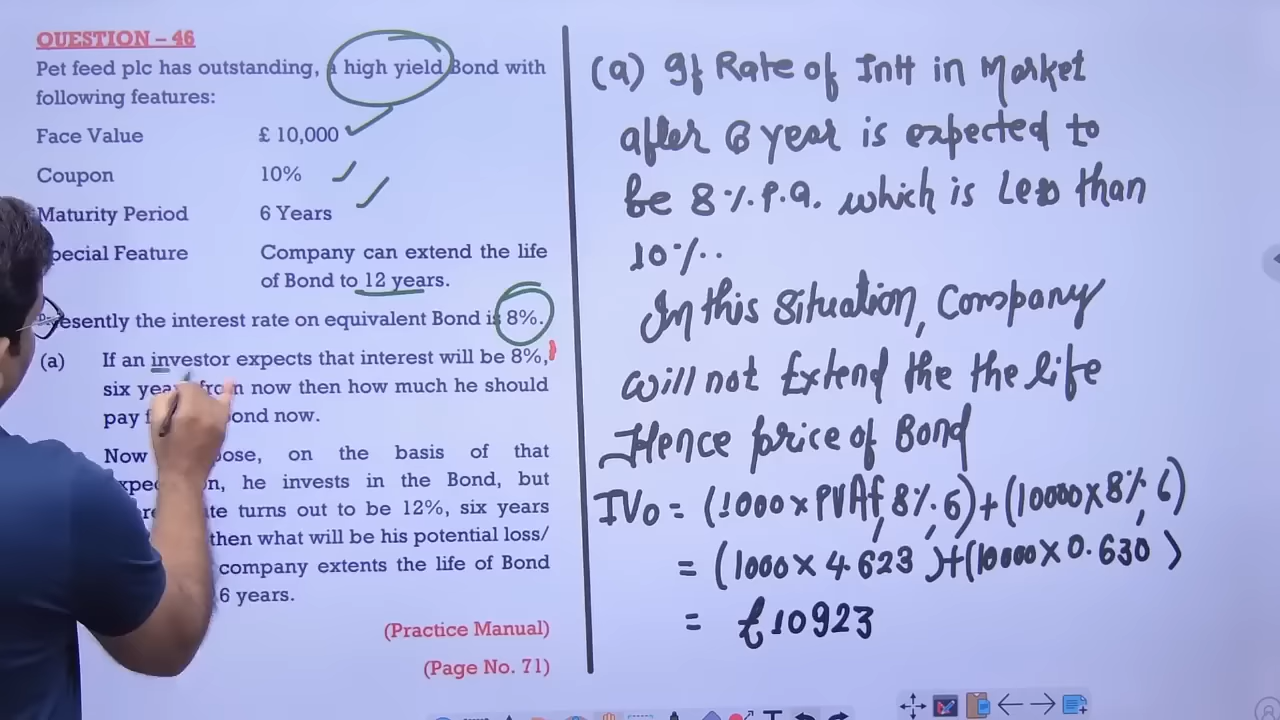 QUESTION – 46
Pet feed plc has outstanding, a high yield Bond with
following features:
Face Value £ 10,000
Coupon 10%
Maturity Period 6 Years
pecial Feature Company can extend the life
of Bond to 12 years.
esently the interest rate on equivalent Bond is 8%.
(a) If an investor expects that interest will be 8%,
six from now then how much he should
pay ond now.
Now ose, on the basis of that
n, he invests in the Bond, but
te turns out to be 12%, six years
then what will be his potential loss/
company extents the life of Bond
6 years.
(Practice Manual)
(Page No. 71)
(a) If Rate of Intt in Market
after 6 year is expected to
be 8%.P.a. which is Less than
10%.
In this Situation, Company
will not Extend the the life
Hence price of Bond
IV0 = (1000 x PVAf, 8%, 6) + (10000 x 8%, 6)
= (1000 x 4.623) + (10000 x 0.630)
= £10923